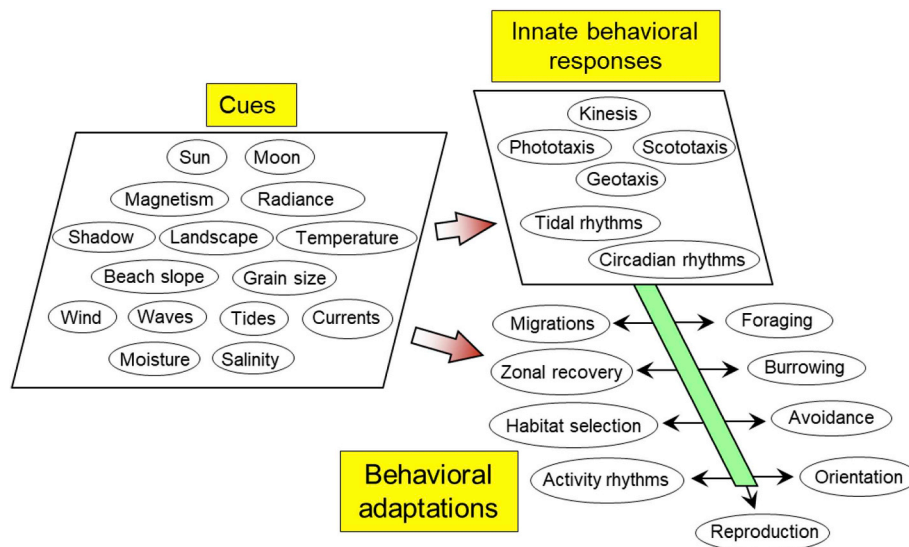 Innate behavioral
responses
Cues
Kinesis
Phototaxis Scototaxis
Geotaxis
Tidal rhythms
Circadian rhythms
Sun Moon
Magnetism Radiance
Shadow Landscape Temperature
Beach slope Grain size
Wind Waves Tides Currents
Moisture Salinity
Migrations Foraging
Zonal recovery Burrowing
Habitat selection Avoidance
Activity rhythms Orientation
Reproduction
Behavioral
adaptations